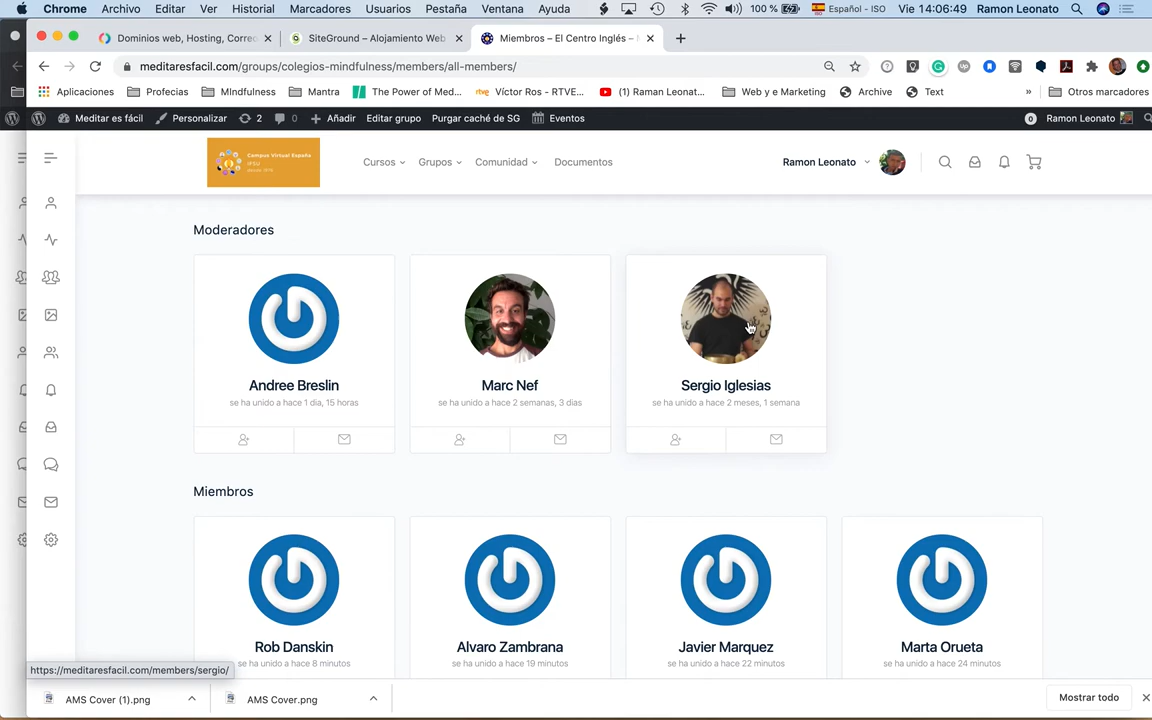 Chrome Archivo Editar Ver Historial Marcadores Usuarios Pestaña Ventana Ayuda 100 % Español - ISO Vie 14:06:49 Ramon Leonato
Dominios web, Hosting, Corre SiteGround – Alojamiento Web Miembros – El Centro Inglés –
meditaresfacil.com/groups/colegios-mindfulness/members/all-members/
Aplicaciones Profecias MIndfulness Mantra The Power of Med... Víctor Ros - RTVE... (1) Raman Leonat... Web y e Marketing Archive Text » Otros marcadores
Meditar es fácil Personalizar 2 Añadir Editar grupo Purgar caché de SG Eventos 0 Ramon Leonato
Campus Virtual España
Cursos Grupos Comunidad Documentos Ramon Leonato
Moderadores
Andree Breslin Marc Nef Sergio Iglesias
se ha unido a hace 1 dia, 15 horas se ha unido a hace 2 semanas, 3 dias se ha unido a hace 2 meses, 1 semana
Miembros
Rob Danskin Alvaro Zambrana Javier Marquez Marta Orueta
se ha unido a hace 8 minutos se ha unido a hace 19 minutos se ha unido a hace 22 minutos se ha unido a hace 24 minutos
https://meditaresfacil.com/members/sergio/
AMS Cover (1).png AMS Cover.png Mostrar todo